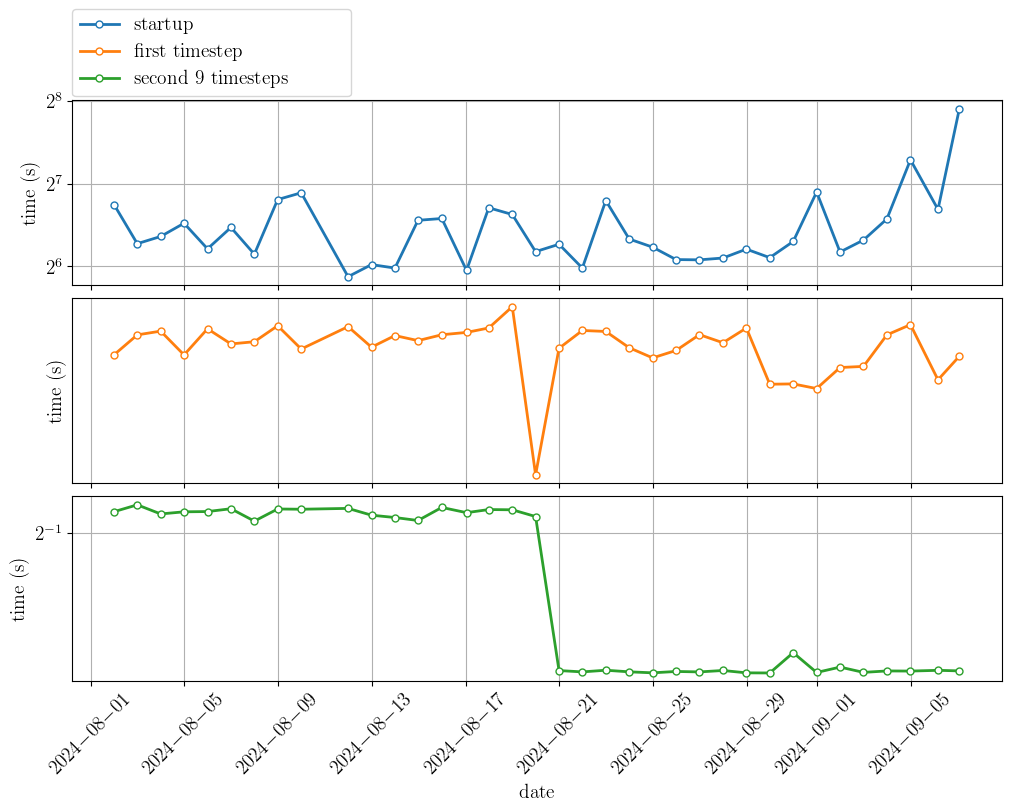 startup
first timestep
second 9 timesteps
2^8
2^7
2^6
time (s)
time (s)
2^−1
time (s)
2024−08−01
2024−08−05
2024−08−09
2024−08−13
2024−08−17
2024−08−21
2024−08−25
2024−08−29
2024−09−01
2024−09−05
date